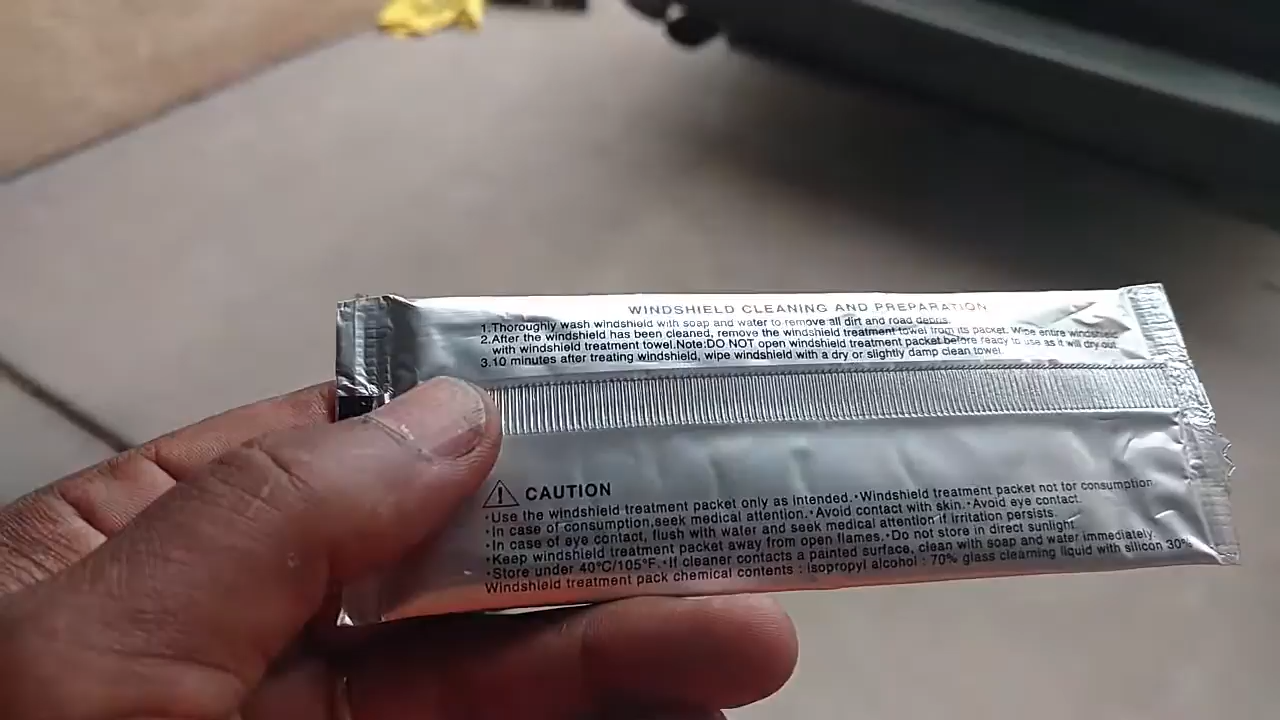 WINDSHIELD CLEANING AND PREPARATION
1.Thoroughly wash windshield with soap and water to remove all dirt and road debris.
2.After the windshield has been cleaned, remove the windshield treatment towel from its packet. Wipe entire windshield
with windshield treatment towel.Note:DO NOT open windshield treatment packet before ready to use as it will dry out.
3.10 minutes after treating windshield, wipe windshield with a dry or slightly damp clean towel.
CAUTION
•Use the windshield treatment packet only as intended.•Windshield treatment packet not for consumption
•In case of consumption,seek medical attention.•Avoid contact with skin.•Avoid eye contact.
•In case of eye contact, flush with water and seek medical attention if irritation persists.
•Keep windshield treatment packet away from open flames.•Do not store in direct sunlight.
•Store under 40°C/105°F.•If cleaner contacts a painted surface, clean with soap and water immediately.
Windshield treatment pack chemical contents : isopropyl alcohol : 70% glass cleaming liquid with silicon 30%